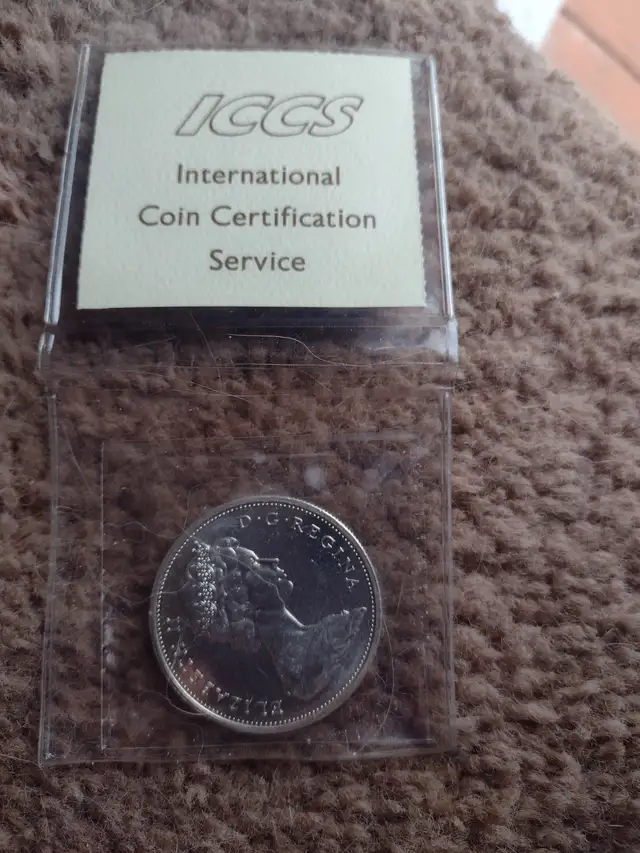 ICCS
International
Coin Certification
Service
ELIZABETH II
D·G·REGINA